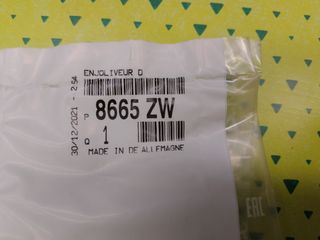 ENJOLIVEUR D
P 8665 ZW
Q 1
MADE IN DE ALLEMAGNE
30/12/2021 - 2 54
EAC